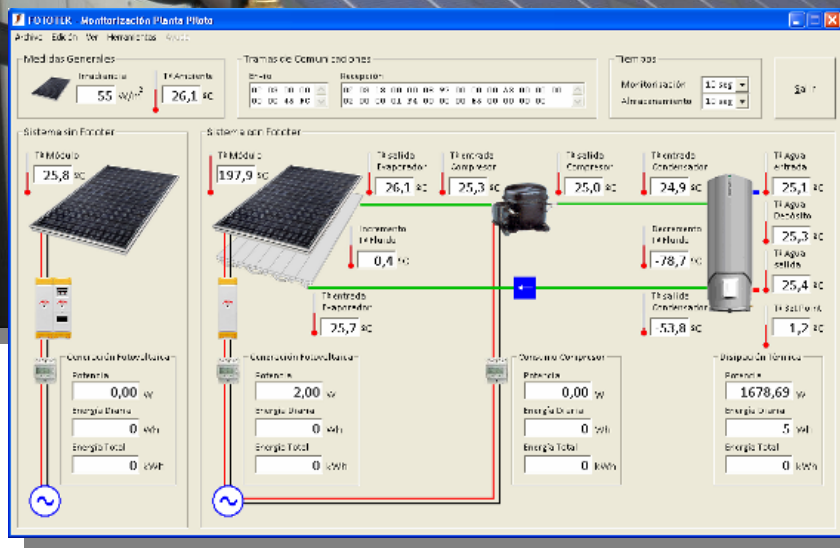 FOTOTER - Monitorización Planta Piloto
Archivo Edición Ver Herramientas Ayuda
Medidas Generales
Irradiancia
55 W/m²
Tª Ambiente
26,1 ºC
Tramas de Comunicaciones
Envío
Recepción
Tiempos
Monitorización 10 seg
Almacenamiento 10 seg
Salir
Sistema sin Fototer
Tª Módulo
25,8 ºC
Generación Fotovoltaica
Potencia
0,00 W
Energía Diaria
0 Wh
Energía Total
0 kWh
Sistema con Fototer
Tª Módulo
197,9 ºC
Tª salida
Evaporador
26,1 ºC
Tª entrada
Compresor
25,3 ºC
Tª salida
Compresor
25,0 ºC
Tª entrada
Condensador
24,9 ºC
Tª Agua
entrada
25,1 ºC
Tª Agua
Depósito
25,3 ºC
Tª Agua
salida
25,4 ºC
Tª Set Point
1,2 ºC
Incremento
Tª Fluido
0,4 ºC
Decremento
Tª Fluido
-78,7 ºC
Tª entrada
Evaporador
25,7 ºC
Tª salida
Condensador
-53,8 ºC
Generación Fotovoltaica
Potencia
2,00 W
Energía Diaria
0 Wh
Energía Total
0 kWh
Consumo Compresor
Potencia
0,00 W
Energía Diaria
0 Wh
Energía Total
0 kWh
Disipación Térmica
Potencia
1678,69 W
Energía Diaria
5 Wh
Energía Total
0 kWh